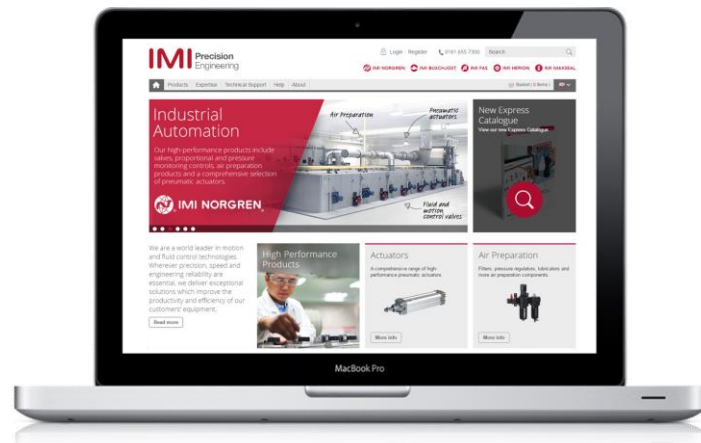 IMI Precision
Engineering
Login Register 0161 655 7300 Search
IMI NORGREN IMI BUSCHJOST IMI FAS IMI HERION IMI MAXSEAL
Products Expertise Technical Support Help About Basket ( 0 Items )
Industrial
Automation
Our high-performance products include
valves, proportional and pressure
monitoring controls, air preparation
products and a comprehensive selection
of pneumatic actuators.
IMI NORGREN
Air Preparation
Pneumatic
actuators
Fluid and
motion
control valves
New Express
Catalogue
View our new Express Catalogue
We are a world leader in motion
and fluid control technologies.
Wherever precision, speed and
engineering reliability are
essential, we deliver exceptional
solutions which improve the
productivity and efficiency of our
customers' equipment.
Read more
High Performance
Products
Actuators
A comprehensive range of high-
performance pneumatic actuators
More info
Air Preparation
Filters, pressure regulators, lubricators and
more air preparation components
More info
MacBook Pro